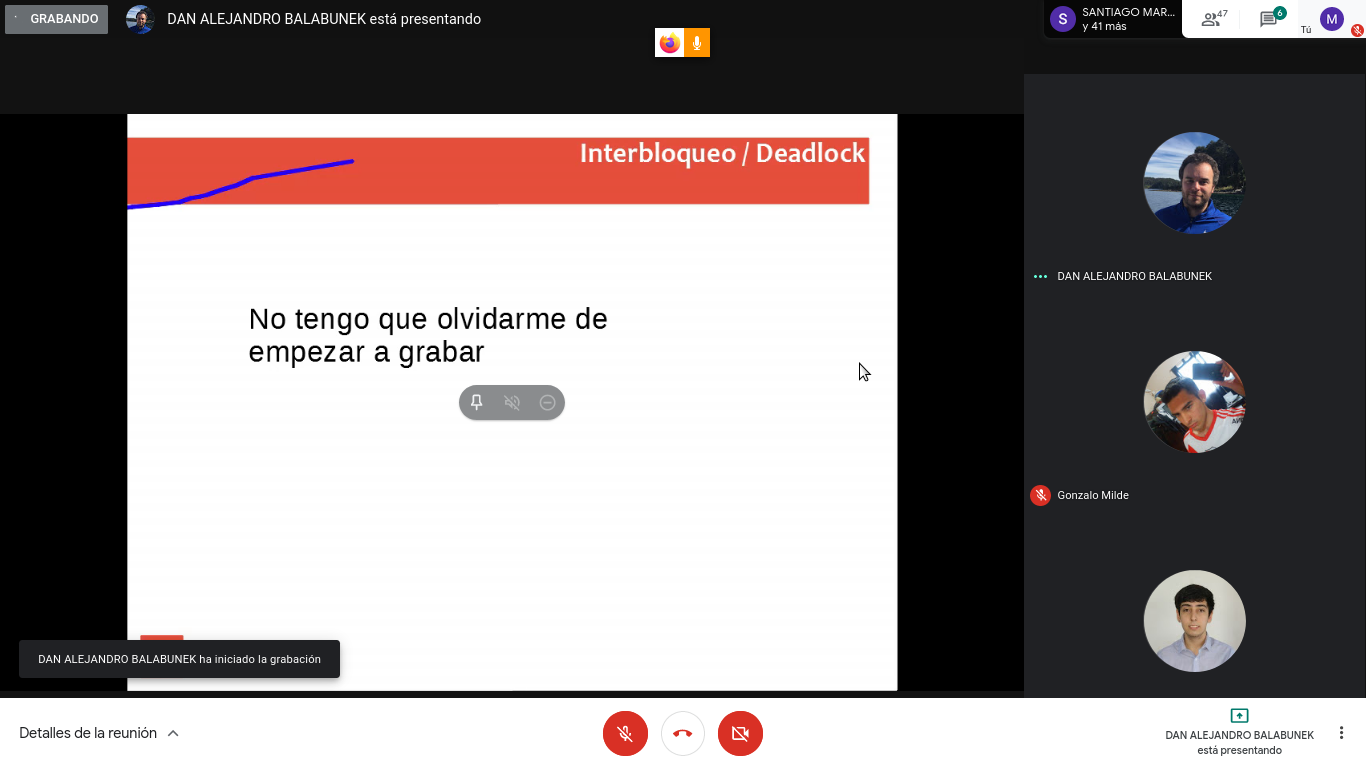 GRABANDO
DAN ALEJANDRO BALABUNEK está presentando
SANTIAGO MAR...
y 41 más
S
47
6
Tú
M
Interbloqueo / Deadlock
No tengo que olvidarme de
empezar a grabar
DAN ALEJANDRO BALABUNEK
Gonzalo Milde
DAN ALEJANDRO BALABUNEK ha iniciado la grabación
Detalles de la reunión
DAN ALEJANDRO BALABUNEK
está presentando